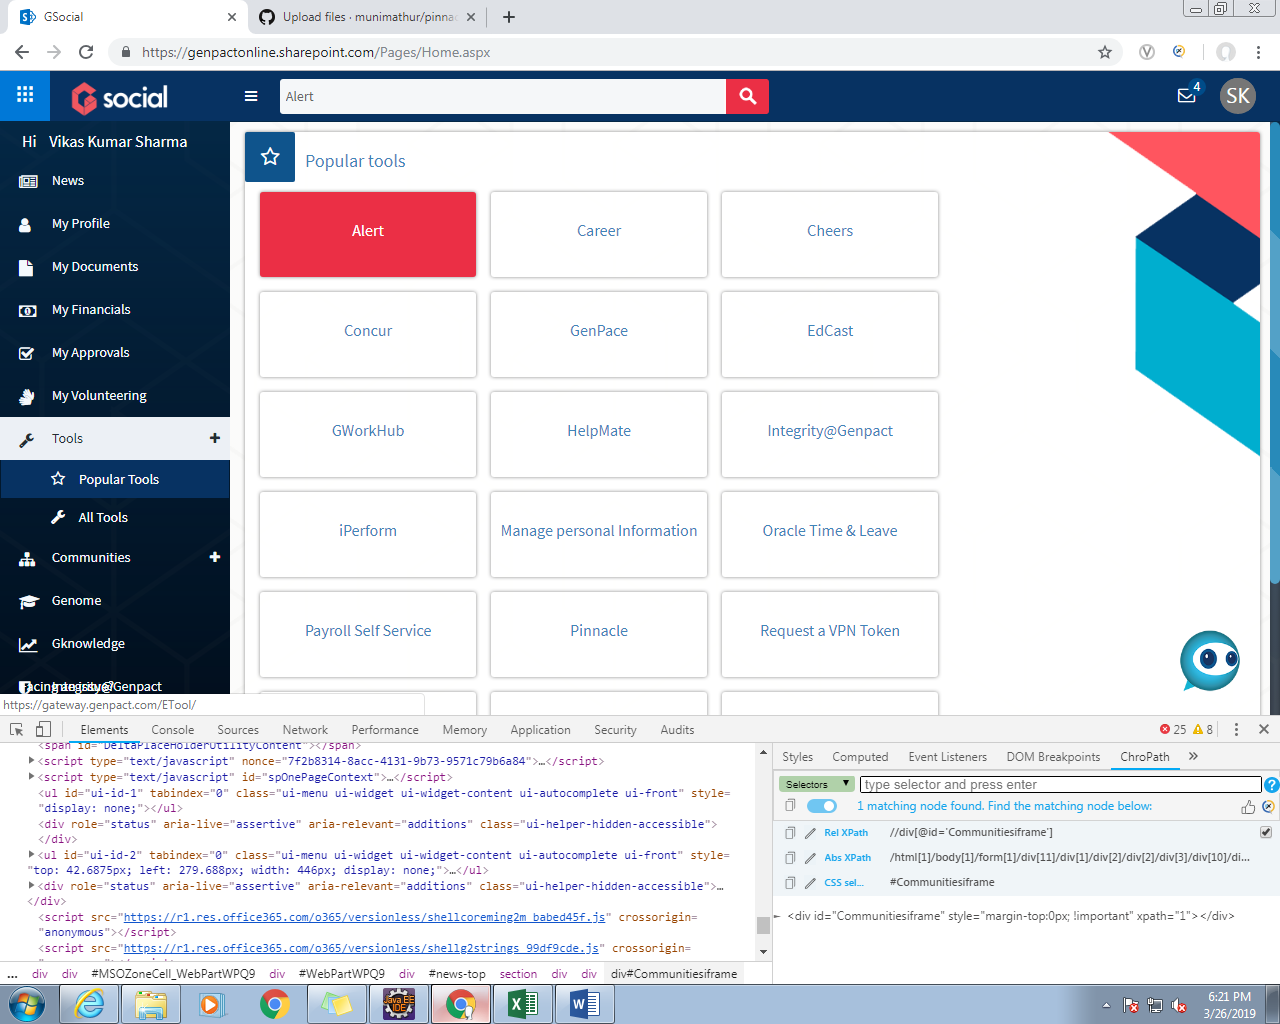 GSocial
Upload files · munimathur/pinnac
https://genpactonline.sharepoint.com/Pages/Home.aspx
social
Alert
4
SK
Hi Vikas Kumar Sharma
News
My Profile
My Documents
My Financials
My Approvals
My Volunteering
Tools
Popular Tools
All Tools
Communities
Genome
Gknowledge
Integrity@Genpact
https://gateway.genpact.com/ETool/
Popular tools
Alert
Career
Cheers
Concur
GenPace
EdCast
GWorkHub
HelpMate
Integrity@Genpact
iPerform
Manage personal Information
Oracle Time & Leave
Payroll Self Service
Pinnacle
Request a VPN Token
Elements Console Sources Network Performance Memory Application Security Audits 25 8
<span id="DeltaPlaceHolderUtilityContent"></span>
<script type="text/javascript" nonce="7f2b8314-8acc-4131-9b73-9571c79b6a84">…</script>
<script type="text/javascript" id="spOnePageContext">…</script>
<ul id="ui-id-1" tabindex="0" class="ui-menu ui-widget ui-widget-content ui-autocomplete ui-front" style=
"display: none;"></ul>
<div role="status" aria-live="assertive" aria-relevant="additions" class="ui-helper-hidden-accessible">
</div>
<ul id="ui-id-2" tabindex="0" class="ui-menu ui-widget ui-widget-content ui-autocomplete ui-front" style=
"top: 42.6875px; left: 279.688px; width: 446px; display: none;">…</ul>
<div role="status" aria-live="assertive" aria-relevant="additions" class="ui-helper-hidden-accessible">…
</div>
<script src="https://r1.res.office365.com/o365/versionless/shellcoreming2m_babed45f.js" crossorigin=
"anonymous"></script>
<script src="https://r1.res.office365.com/o365/versionless/shellg2strings_99df9cde.js" crossorigin=
... div div #MSOZoneCell_WebPartWPQ9 div #WebPartWPQ9 div #news-top section div div div#Communitiesiframe
Styles Computed Event Listeners DOM Breakpoints ChroPath »
Selectors type selector and press enter
1 matching node found. Find the matching node below:
Rel XPath //div[@id='Communitiesiframe']
Abs XPath /html[1]/body[1]/form[1]/div[11]/div[1]/div[2]/div[2]/div[3]/div[10]/di...
CSS sel... #Communitiesiframe
<div id="Communitiesiframe" style="margin-top:0px; !important" xpath="1"></div>
Java EE
IDE
6:21 PM
3/26/2019